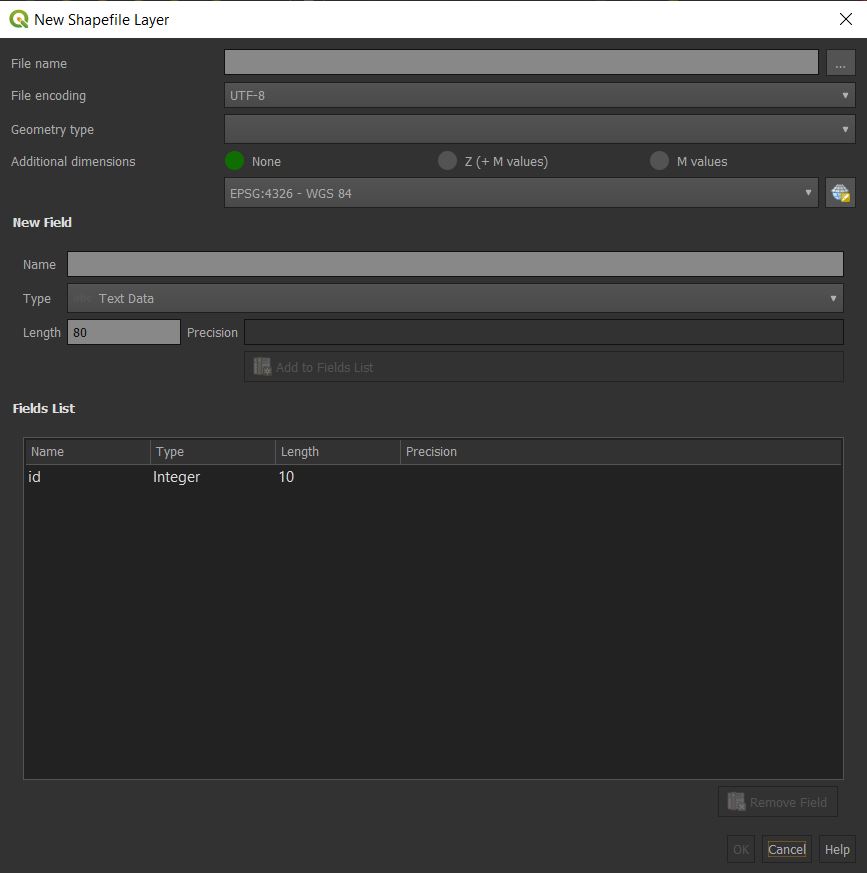 New Shapefile Layer
File name
...
File encoding
UTF-8
Geometry type
Additional dimensions
None
Z (+ M values)
M values
EPSG:4326 - WGS 84
New Field
Name
Type
abc Text Data
Length
80
Precision
Add to Fields List
Fields List
Name Type Length Precision
id Integer 10
Remove Field
OK Cancel Help